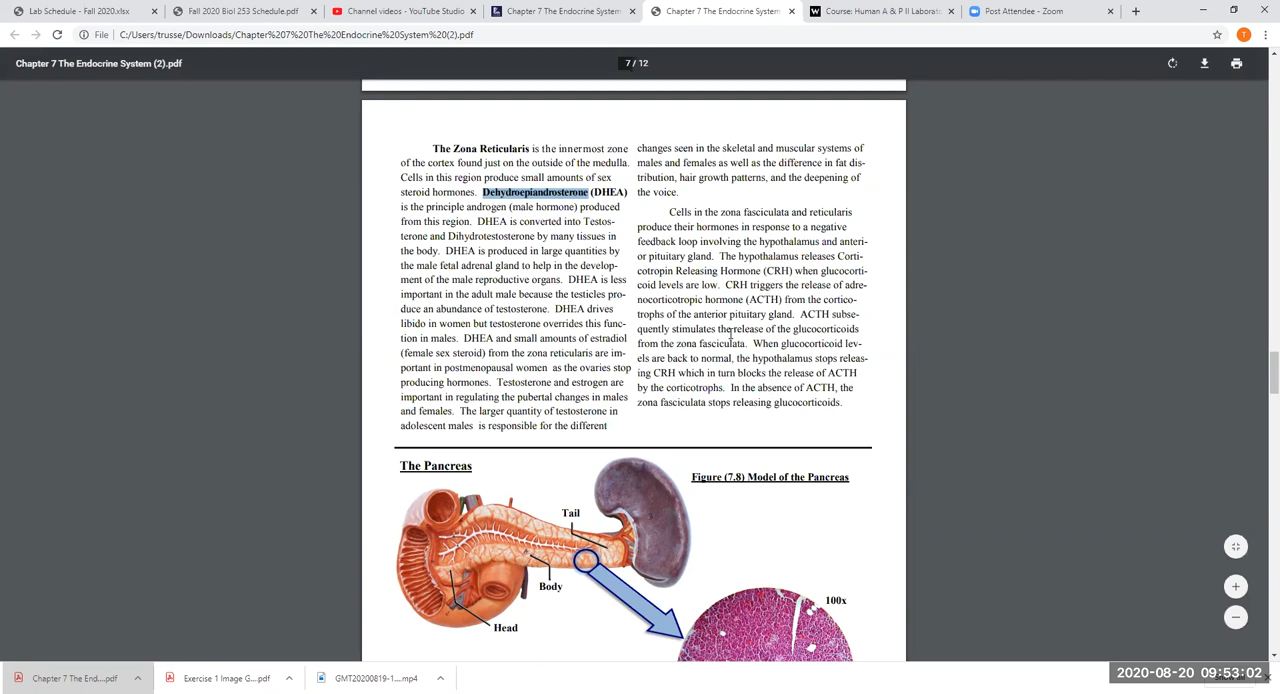 Lab Schedule - Fall 2020.xlsx
Fall 2020 Biol 253 Schedule.pdf
Channel videos - YouTube Studio
Chapter 7 The Endocrine System
Chapter 7 The Endocrine System
Course: Human A & P II Laborat
Post Attendee - Zoom
File
C:/Users/trusse/Downloads/Chapter%207%20The%20Endocrine%20System%20(2).pdf
T
Chapter 7 The Endocrine System (2).pdf
7 / 12
The Zona Reticularis is the innermost zone
of the cortex found just on the outside of the medulla.
Cells in this region produce small amounts of sex
steroid hormones. Dehydroepiandrosterone (DHEA)
is the principle androgen (male hormone) produced
from this region. DHEA is converted into Testos-
terone and Dihydrotestosterone by many tissues in
the body. DHEA is produced in large quantities by
the male fetal adrenal gland to help in the develop-
ment of the male reproductive organs. DHEA is less
important in the adult male because the testicles pro-
duce an abundance of testosterone. DHEA drives
libido in women but testosterone overrides this func-
tion in males. DHEA and small amounts of estradiol
(female sex steroid) from the zona reticularis are im-
portant in postmenopausal women as the ovaries stop
producing hormones. Testosterone and estrogen are
important in regulating the pubertal changes in males
and females. The larger quantity of testosterone in
adolescent males is responsible for the different
changes seen in the skeletal and muscular systems of
males and females as well as the difference in fat dis-
tribution, hair growth patterns, and the deepening of
the voice.
Cells in the zona fasciculata and reticularis
produce their hormones in response to a negative
feedback loop involving the hypothalamus and anteri-
or pituitary gland. The hypothalamus releases Corti-
cotropin Releasing Hormone (CRH) when glucocorti-
coid levels are low. CRH triggers the release of adre-
nocorticotropic hormone (ACTH) from the cortico-
trophs of the anterior pituitary gland. ACTH subse-
quently stimulates the release of the glucocorticoids
from the zona fasciculata. When glucocorticoid lev-
els are back to normal, the hypothalamus stops releas-
ing CRH which in turn blocks the release of ACTH
by the corticotrophs. In the absence of ACTH, the
zona fasciculata stops releasing glucocorticoids.
The Pancreas
Figure (7.8) Model of the Pancreas
Tail
Body
Head
100x
Chapter 7 The End....pdf
Exercise 1 Image G....pdf
GMT20200819-1....mp4
2020-08-20 09:53:02